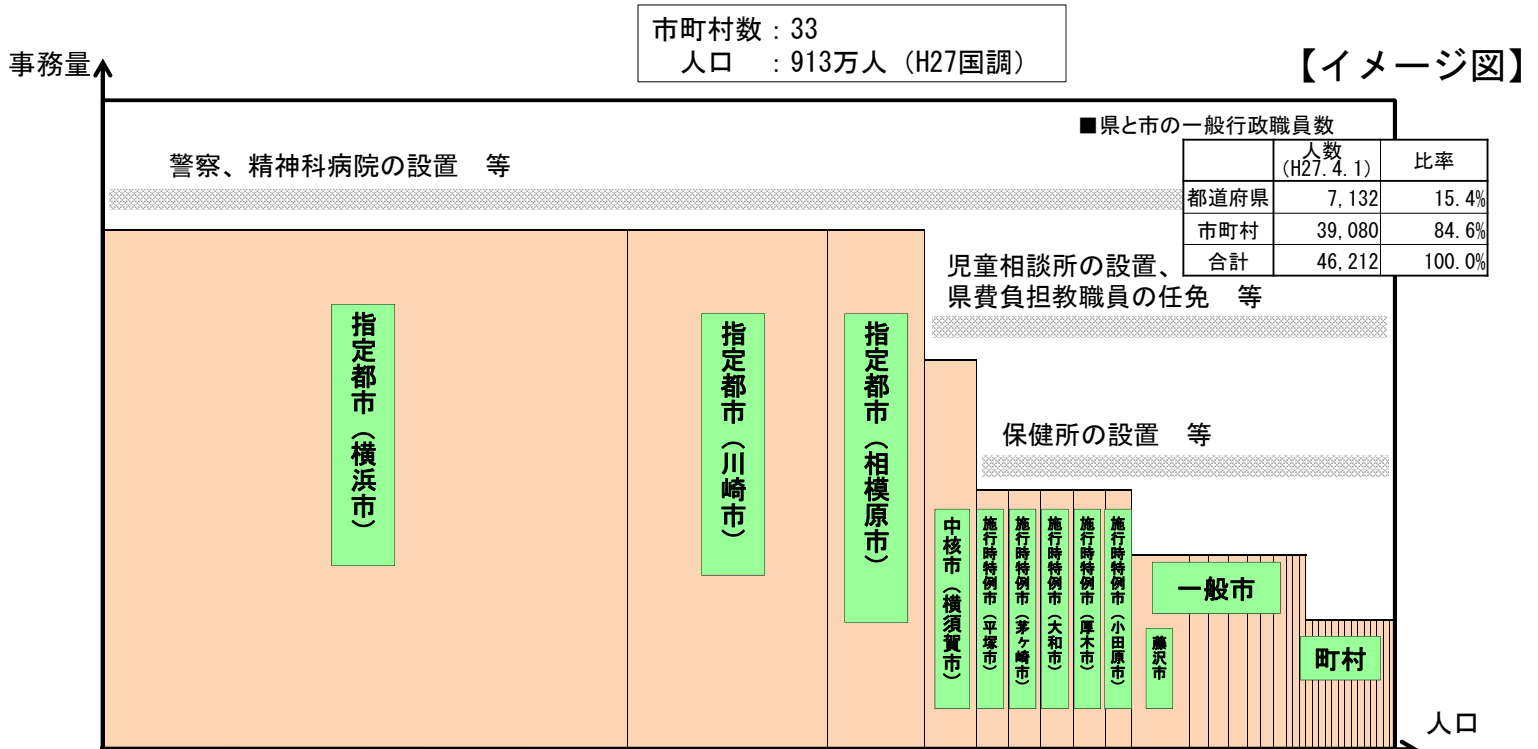 市町村数：33
人口　：913万人（H27国調）
事務量
【イメージ図】
■県と市の一般行政職員数
人数 (H27.4.1) 比率
都道府県 7,132 15.4%
市町村 39,080 84.6%
合計 46,212 100.0%
警察、精神科病院の設置　等
児童相談所の設置、
県費負担教職員の任免　等
保健所の設置　等
指定都市（横浜市）
指定都市（川崎市）
指定都市（相模原市）
中核市（横須賀市）
施行時特例市（平塚市）
施行時特例市（茅ヶ崎市）
施行時特例市（大和市）
施行時特例市（厚木市）
施行時特例市（小田原市）
一般市
藤沢市
町村
人口